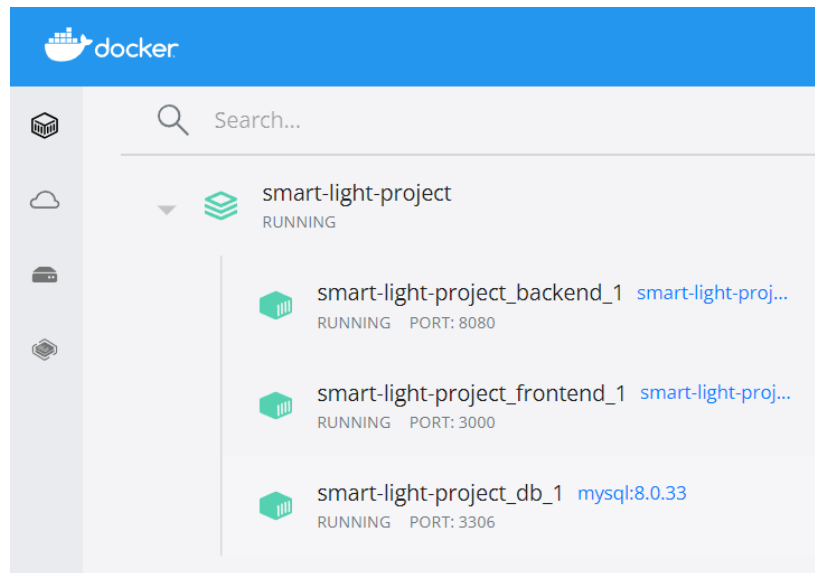 docker
Search...
smart-light-project
RUNNING
smart-light-project_backend_1 smart-light-proj...
RUNNING PORT: 8080
smart-light-project_frontend_1 smart-light-proj...
RUNNING PORT: 3000
smart-light-project_db_1 mysql:8.0.33
RUNNING PORT: 3306